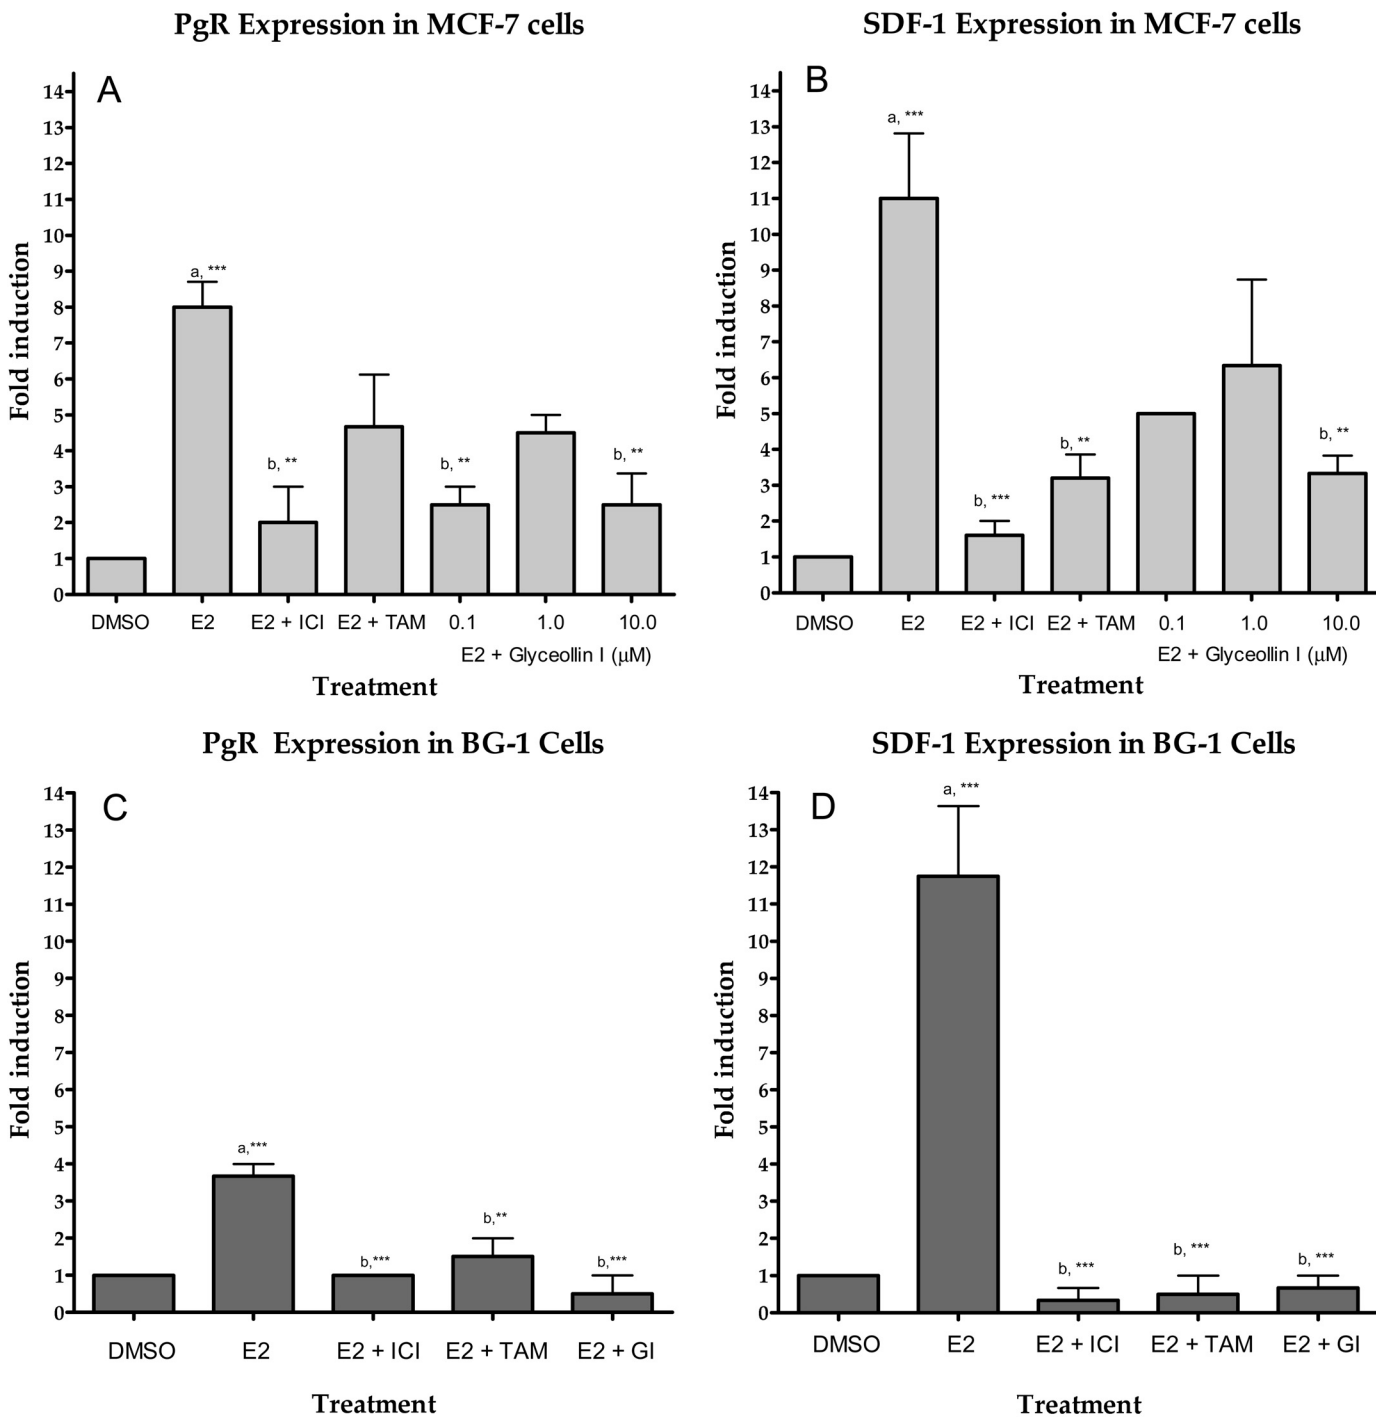 PgR Expression in MCF-7 cells
A
Fold induction
14
13
12
11
10
9
8
7
6
5
4
3
2
1
0
a, ***
b, **
b, **
b, **
DMSO E2 E2 + ICI E2 + TAM 0.1 1.0 10.0
E2 + Glyceollin I (μM)
Treatment
SDF-1 Expression in MCF-7 cells
B
Fold induction
14
13
12
11
10
9
8
7
6
5
4
3
2
1
0
a, ***
b, ***
b, **
b, **
DMSO E2 E2 + ICI E2 + TAM 0.1 1.0 10.0
E2 + Glyceollin I (μM)
Treatment
PgR Expression in BG-1 Cells
C
Fold induction
14
13
12
11
10
9
8
7
6
5
4
3
2
1
0
a,***
b,***
b,**
b,***
DMSO E2 E2 + ICI E2 + TAM E2 + GI
Treatment
SDF-1 Expression in BG-1 Cells
D
Fold induction
14
13
12
11
10
9
8
7
6
5
4
3
2
1
0
a, ***
b, ***
b, ***
b, ***
DMSO E2 E2 + ICI E2 + TAM E2 + GI
Treatment